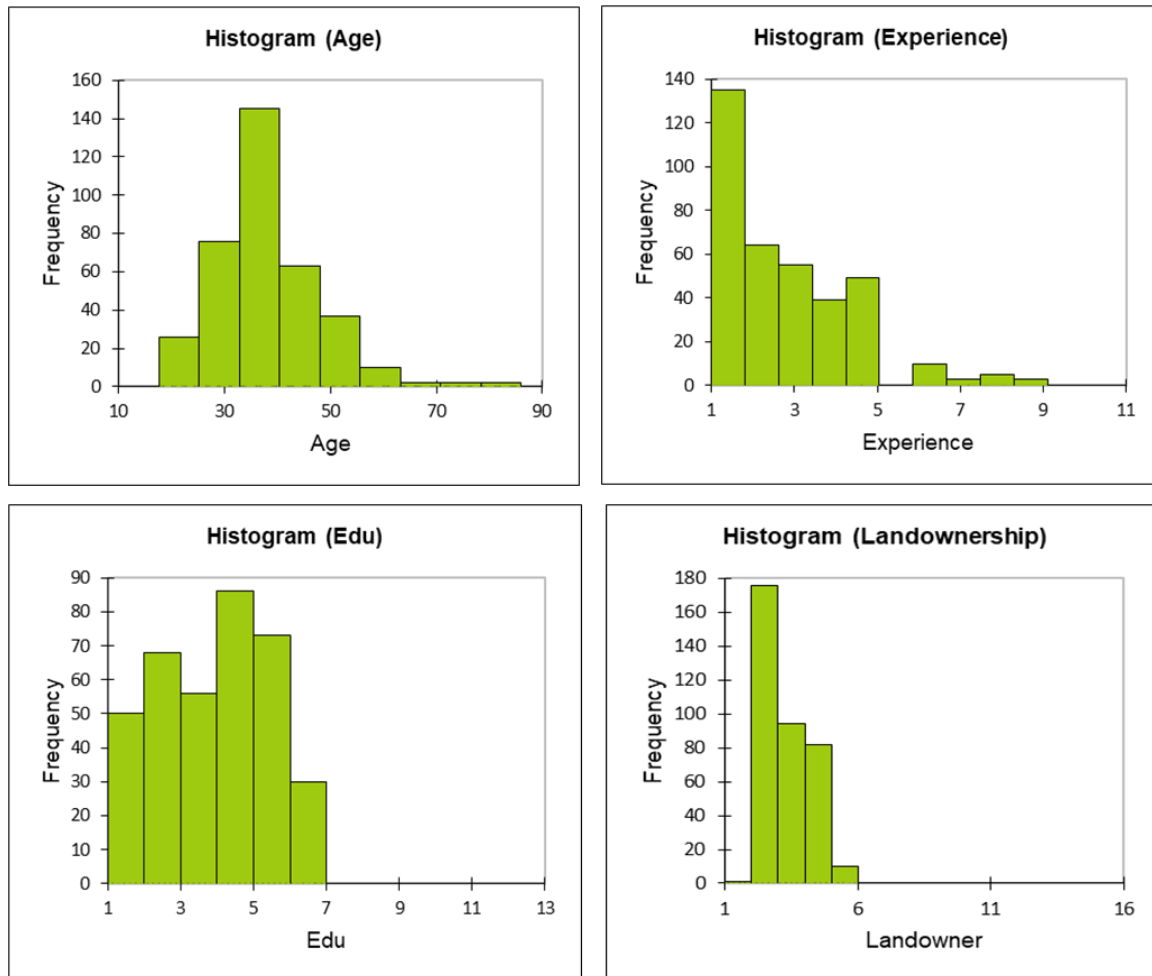 Histogram (Age)
160
140
120
100
80
60
40
20
0
Frequency
10 30 50 70 90
Age
Histogram (Experience)
140
120
100
80
60
40
20
0
Frequency
1 3 5 7 9 11
Experience
Histogram (Edu)
90
80
70
60
50
40
30
20
10
0
Frequency
1 3 5 7 9 11 13
Edu
Histogram (Landownership)
180
160
140
120
100
80
60
40
20
0
Frequency
1 6 11 16
Landowner